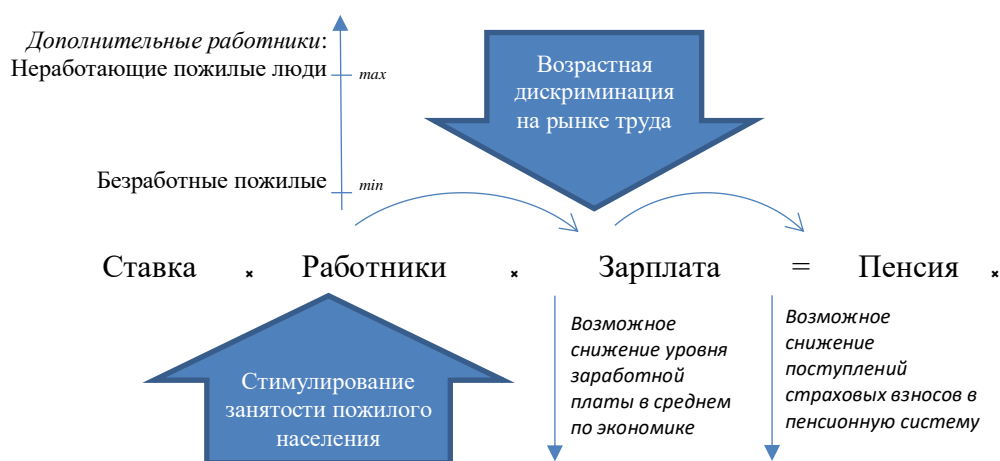 Дополнительные работники:
Неработающие пожилые люди
max
Безработные пожилые
min
Возрастная
дискриминация
на рынке труда
Ставка × Работники × Зарплата = Пенсия ×
Стимулирование
занятости пожилого
населения
Возможное
снижение уровня
заработной
платы в среднем
по экономике
Возможное
снижение
поступлений
страховых взносов в
пенсионную систему